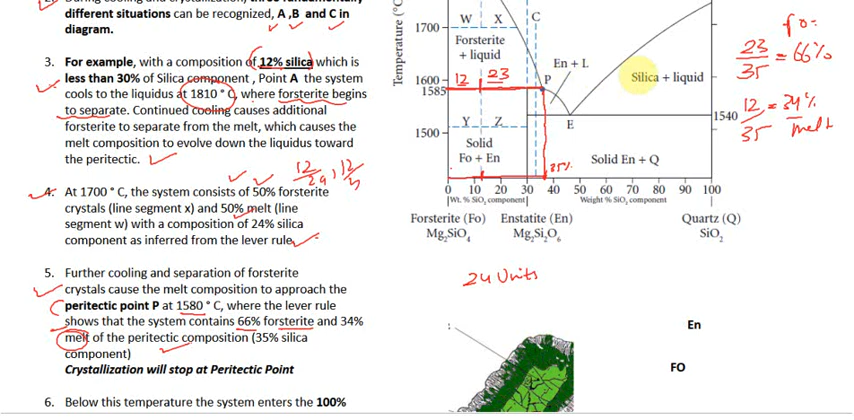 different situations can be recognized, A ,B and C in
diagram.
3. For example, with a composition of 12% silica which is
less than 30% of Silica component , Point A the system
cools to the liquidus at 1810 ° C, where forsterite begins
to separate. Continued cooling causes additional
forsterite to separate from the melt, which causes the
melt composition to evolve down the liquidus toward
the peritectic.
12/24, 12/
4. At 1700 ° C, the system consists of 50% forsterite
crystals (line segment x) and 50% melt (line
segment w) with a composition of 24% silica
component as inferred from the lever rule.
5. Further cooling and separation of forsterite
crystals cause the melt composition to approach the
peritectic point P at 1580 ° C, where the lever rule
shows that the system contains 66% forsterite and 34%
melt of the peritectic composition (35% silica
component)
Crystallization will stop at Peritectic Point
6. Below this temperature the system enters the 100%
Temperature (°C
1700
1600
1585
1500
W X
C
Forsterite
+ liquid
12 23
En + L
P
Silica + liquid
1540
E
Y Z
Solid
Fo + En
35%
Solid En + Q
0 10 20 30 40 50 60 70 80 90 100
Wt. % SiO2 component
Weight % SiO2 component
Forsterite (Fo) Enstatite (En) Quartz (Q)
Mg2SiO4 Mg2Si2O6 SiO2
fo =
23/35 = 66%
12/35 = 34%
melt
24 Units
En
FO